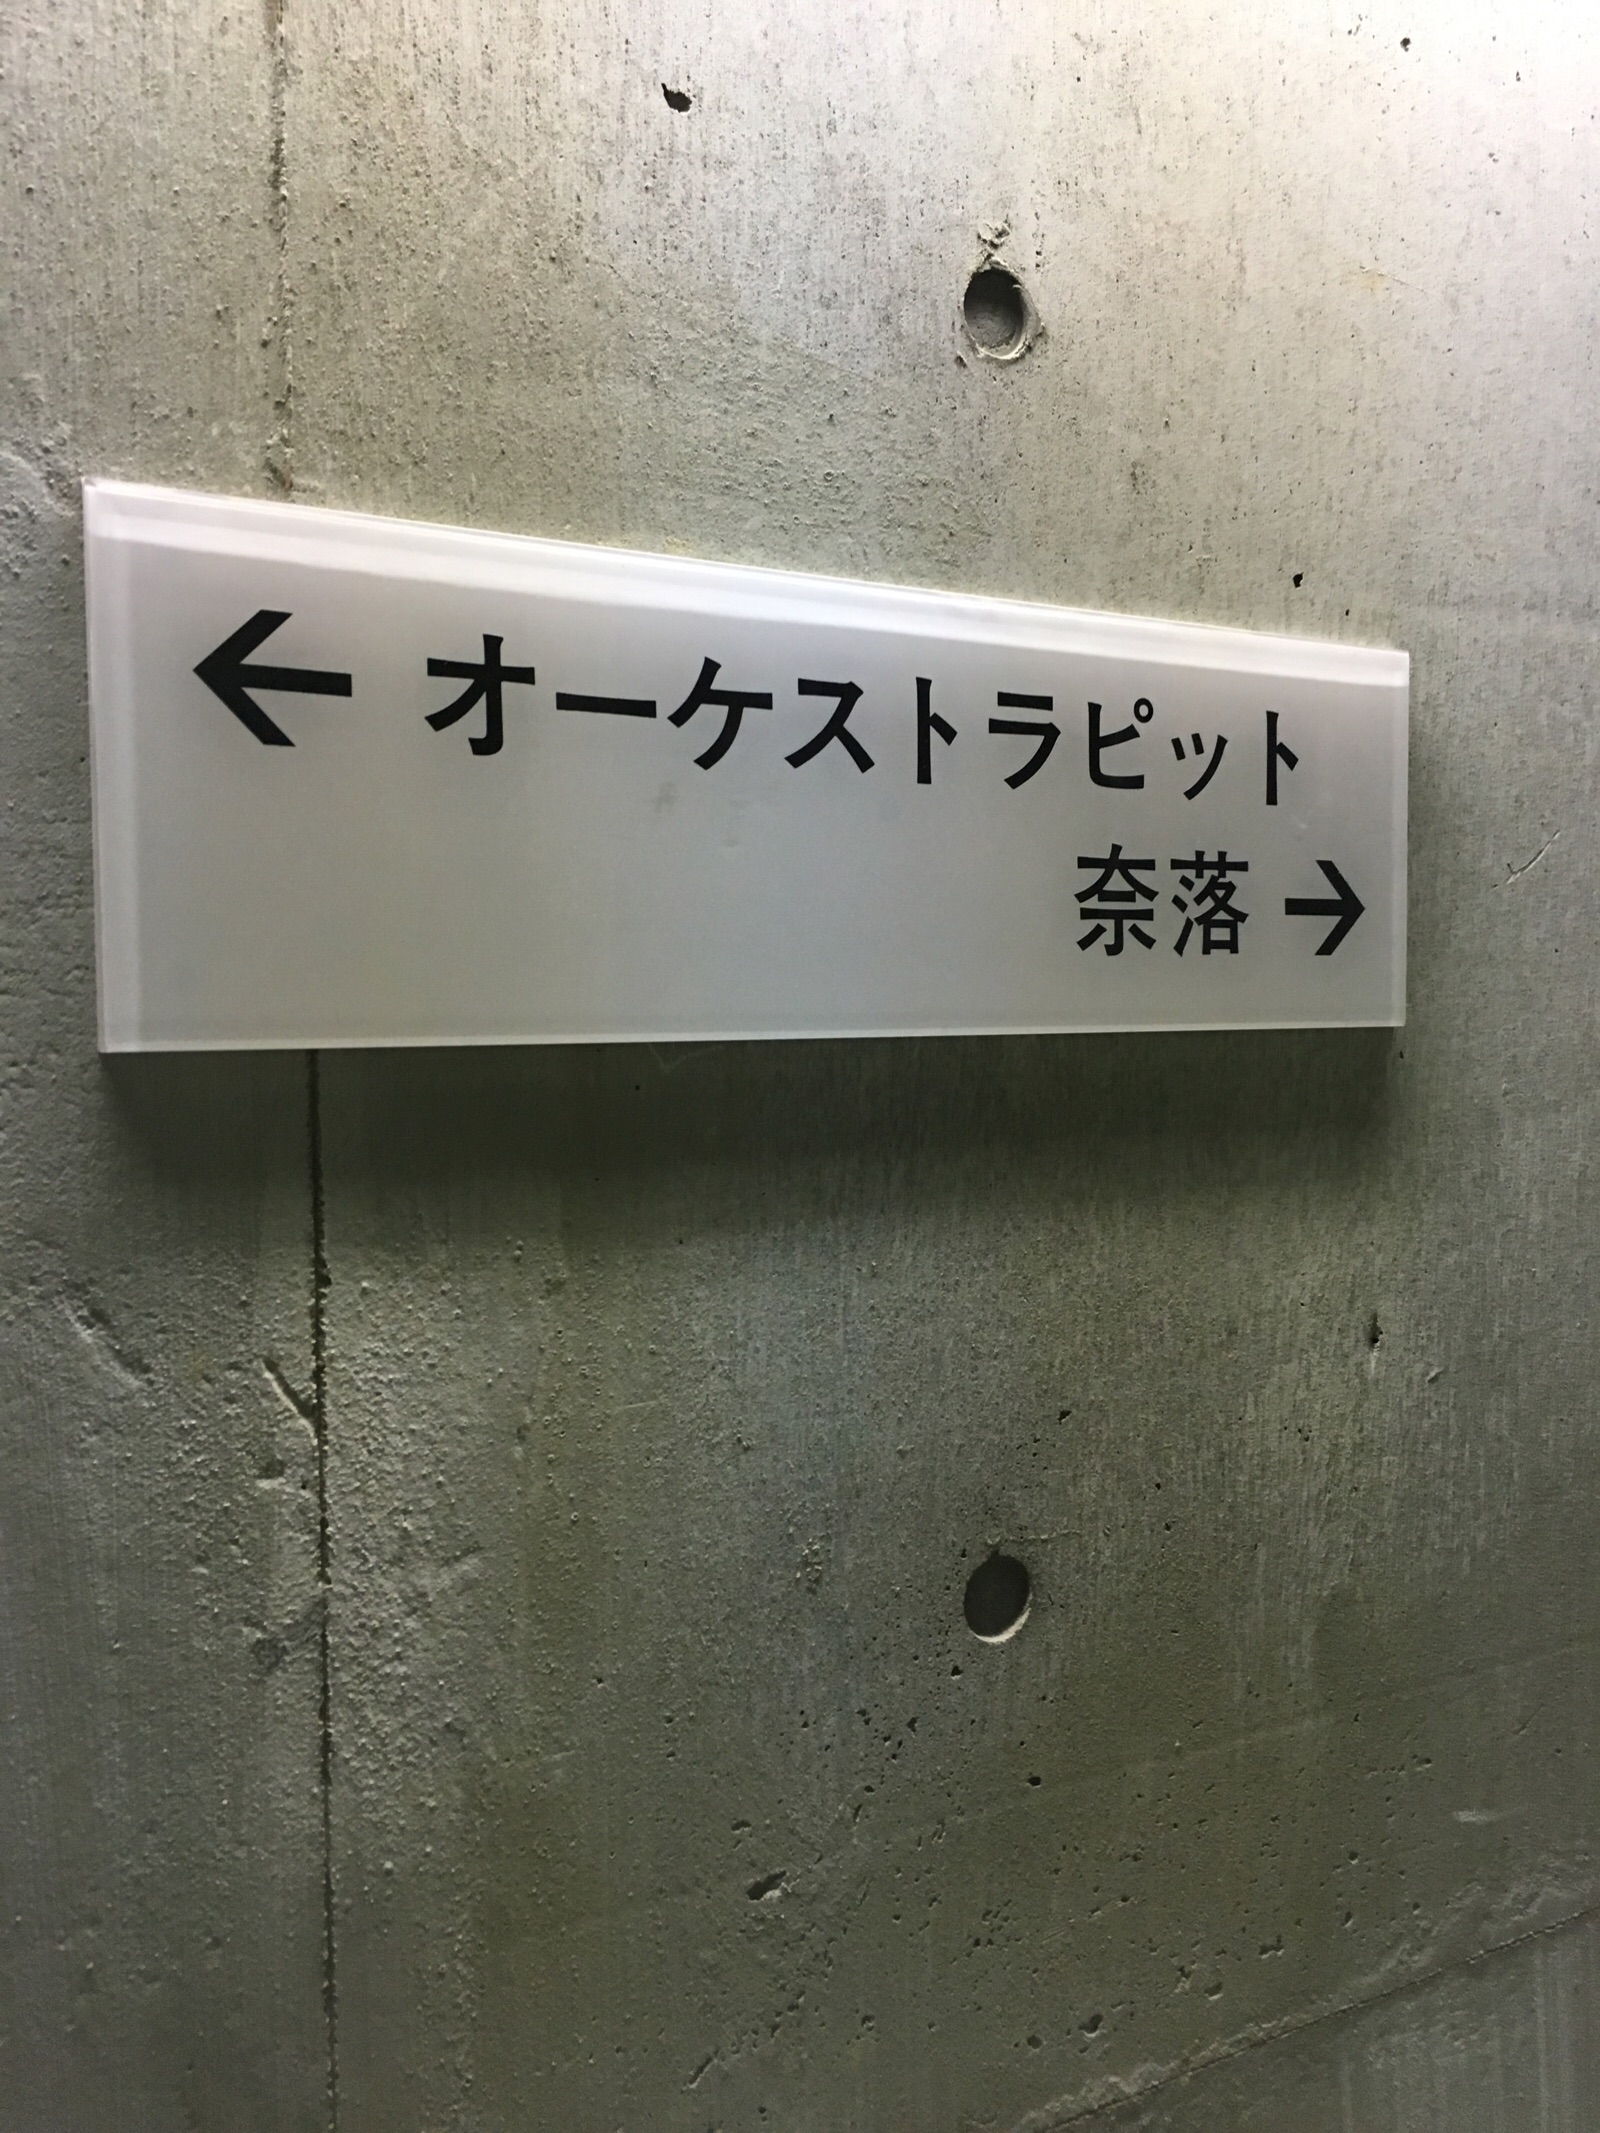 ← オーケストラピット
奈落 →